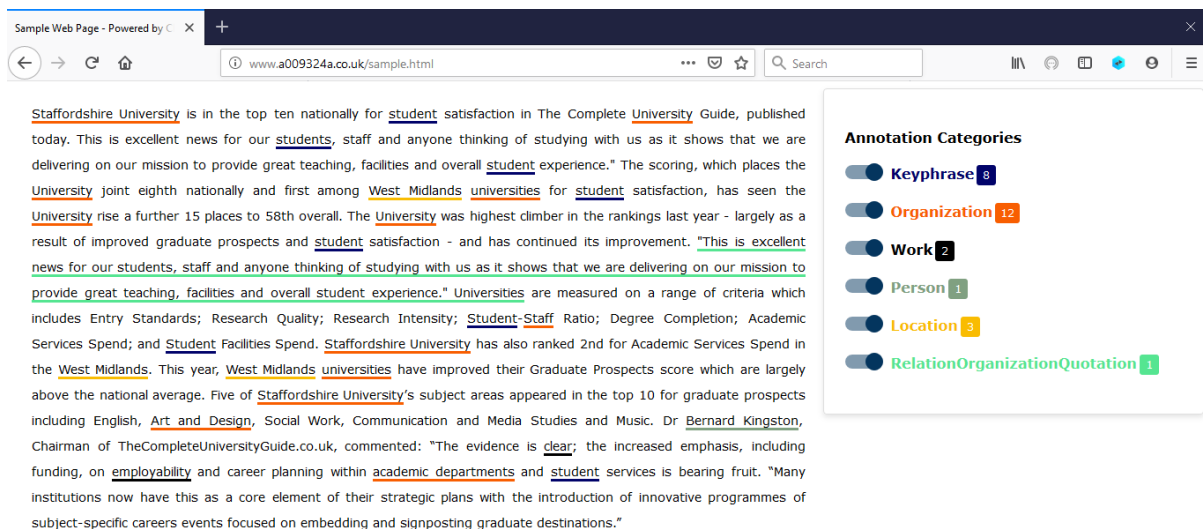 Sample Web Page - Powered by C
www.a009324a.co.uk/sample.html
Search
Staffordshire University is in the top ten nationally for student satisfaction in The Complete University Guide, published
today. This is excellent news for our students, staff and anyone thinking of studying with us as it shows that we are
delivering on our mission to provide great teaching, facilities and overall student experience." The scoring, which places the
University joint eighth nationally and first among West Midlands universities for student satisfaction, has seen the
University rise a further 15 places to 58th overall. The University was highest climber in the rankings last year - largely as a
result of improved graduate prospects and student satisfaction - and has continued its improvement. "This is excellent
news for our students, staff and anyone thinking of studying with us as it shows that we are delivering on our mission to
provide great teaching, facilities and overall student experience." Universities are measured on a range of criteria which
includes Entry Standards; Research Quality; Research Intensity; Student-Staff Ratio; Degree Completion; Academic
Services Spend; and Student Facilities Spend. Staffordshire University has also ranked 2nd for Academic Services Spend in
the West Midlands. This year, West Midlands universities have improved their Graduate Prospects score which are largely
above the national average. Five of Staffordshire University's subject areas appeared in the top 10 for graduate prospects
including English, Art and Design, Social Work, Communication and Media Studies and Music. Dr Bernard Kingston,
Chairman of TheCompleteUniversityGuide.co.uk, commented: “The evidence is clear; the increased emphasis, including
funding, on employability and career planning within academic departments and student services is bearing fruit. “Many
institutions now have this as a core element of their strategic plans with the introduction of innovative programmes of
subject-specific careers events focused on embedding and signposting graduate destinations.”
Annotation Categories
Keyphrase 8
Organization 12
Work 2
Person 1
Location 3
RelationOrganizationQuotation 1